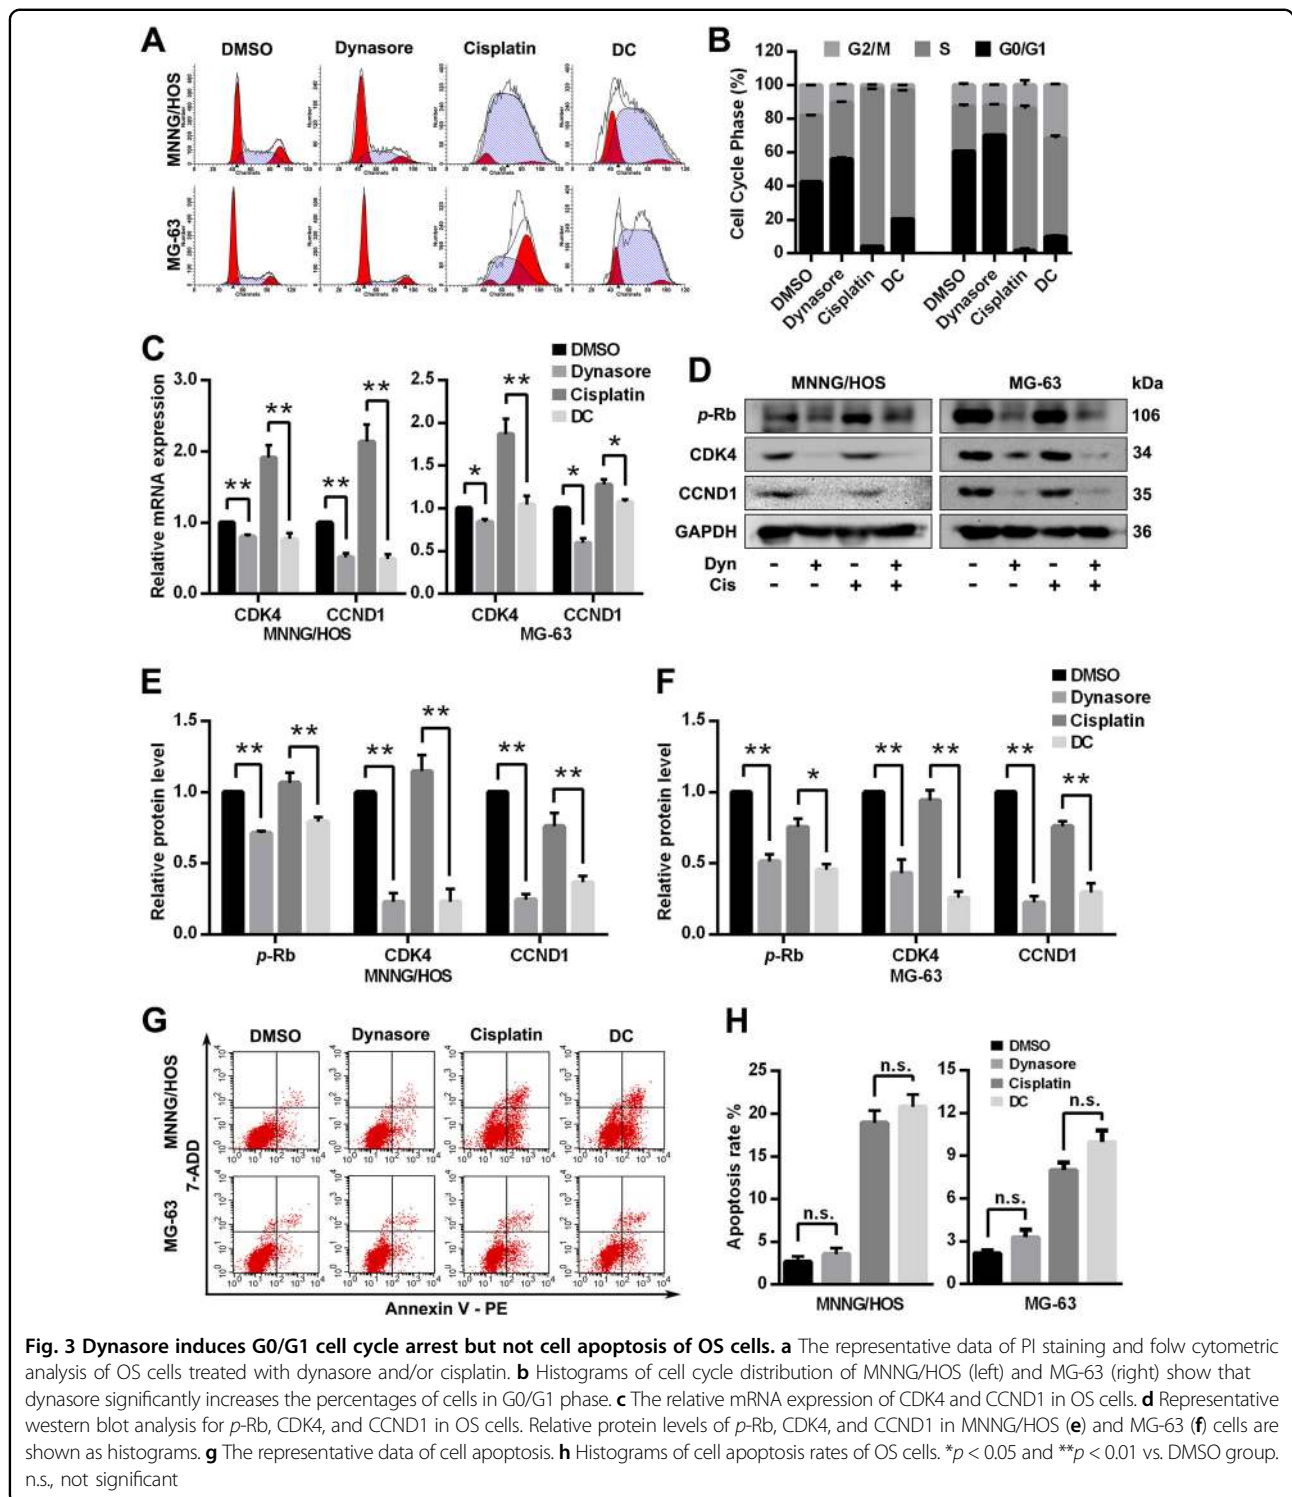 A
DMSO Dynasore Cisplatin DC
MNNG/HOS
MG-63
Number
Channels
B
G2/M S G0/G1
Cell Cycle Phase (%)
120
100
80
60
40
20
0
DMSO Dynasore Cisplatin DC DMSO Dynasore Cisplatin DC
C
DMSO
Dynasore
Cisplatin
DC
Relative mRNA expression
3.0
2.0
1.0
0.0
** ** ** **
CDK4 CCND1
MNNG/HOS
2.5
2.0
1.5
1.0
0.5
0.0
* ** * *
CDK4 CCND1
MG-63
D
MNNG/HOS MG-63 kDa
p-Rb 106
CDK4 34
CCND1 35
GAPDH 36
Dyn - + - + - + - +
Cis - - + + - - + +
E
Relative protein level
1.5
1.0
0.5
0.0
** ** ** ** ** **
p-Rb CDK4 CCND1
MNNG/HOS
F
DMSO
Dynasore
Cisplatin
DC
Relative protein level
1.5
1.0
0.5
0.0
** * ** ** ** **
p-Rb CDK4 CCND1
MG-63
G
DMSO Dynasore Cisplatin DC
MNNG/HOS
MG-63
7-ADD
10⁰ 10¹ 10² 10³ 10⁴
Annexin V - PE
H
DMSO
Dynasore
Cisplatin
DC
Apoptosis rate %
25
20
15
10
5
0
n.s. n.s.
MNNG/HOS
15
12
9
6
3
0
n.s. n.s.
MG-63
Fig. 3 Dynasore induces G0/G1 cell cycle arrest but not cell apoptosis of OS cells. a The representative data of PI staining and folw cytometric
analysis of OS cells treated with dynasore and/or cisplatin. b Histograms of cell cycle distribution of MNNG/HOS (left) and MG-63 (right) show that
dynasore significantly increases the percentages of cells in G0/G1 phase. c The relative mRNA expression of CDK4 and CCND1 in OS cells. d Representative
western blot analysis for p-Rb, CDK4, and CCND1 in OS cells. Relative protein levels of p-Rb, CDK4, and CCND1 in MNNG/HOS (e) and MG-63 (f) cells are
shown as histograms. g The representative data of cell apoptosis. h Histograms of cell apoptosis rates of OS cells. *p < 0.05 and **p < 0.01 vs. DMSO group.
n.s., not significant